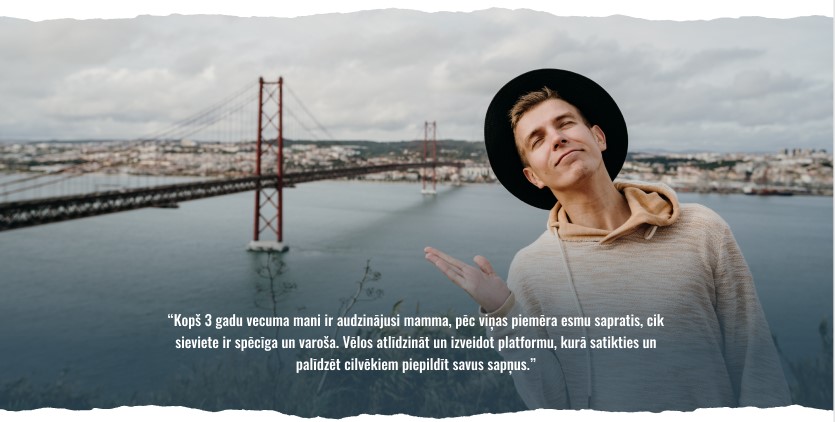 “Kopš 3 gadu vecuma mani ir audzinājusi mamma, pēc viņas piemēra esmu sapratis, cik
sieviete ir spēcīga un varoša. Vēlos atlīdzināt un izveidot platformu, kurā satikties un
palīdzēt cilvēkiem piepildīt savus sapņus.”